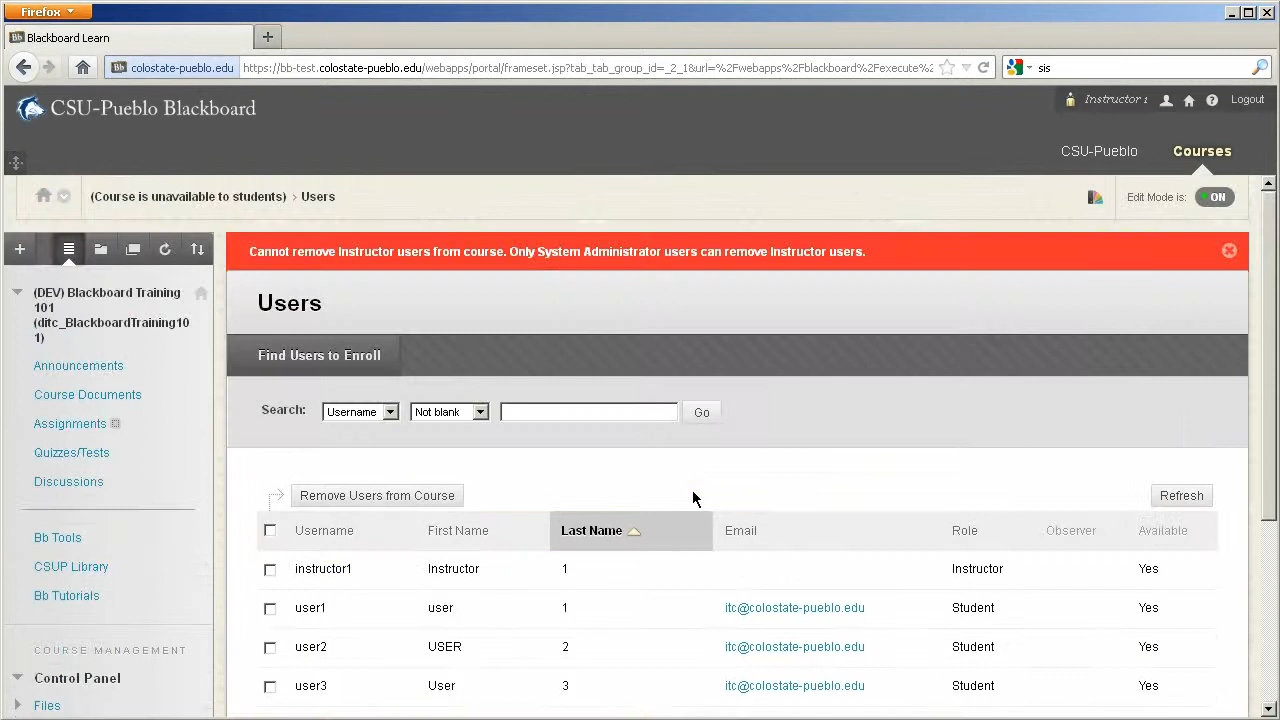 Firefox
Blackboard Learn
colostate-pueblo.edu https://bb-test.colostate-pueblo.edu/webapps/portal/frameset.jsp?tab_tab_group_id=_2_1&url=%2Fwebapps%2Fblackboard%2Fexecute% sis
CSU-Pueblo Blackboard
Instructor 1 Logout
CSU-Pueblo Courses
(Course is unavailable to students) > Users Edit Mode is: ON
Cannot remove Instructor users from course. Only System Administrator users can remove Instructor users.
(DEV) Blackboard Training
101
(ditc_BlackboardTraining10
1)
Announcements
Course Documents
Assignments
Quizzes/Tests
Discussions
Bb Tools
CSUP Library
Bb Tutorials
COURSE MANAGEMENT
Control Panel
Files
Users
Find Users to Enroll
Search: Username Not blank Go
Remove Users from Course Refresh
Username First Name Last Name Email Role Observer Available
instructor1 Instructor 1 Instructor Yes
user1 user 1 itc@colostate-pueblo.edu Student Yes
user2 USER 2 itc@colostate-pueblo.edu Student Yes
user3 User 3 itc@colostate-pueblo.edu Student Yes